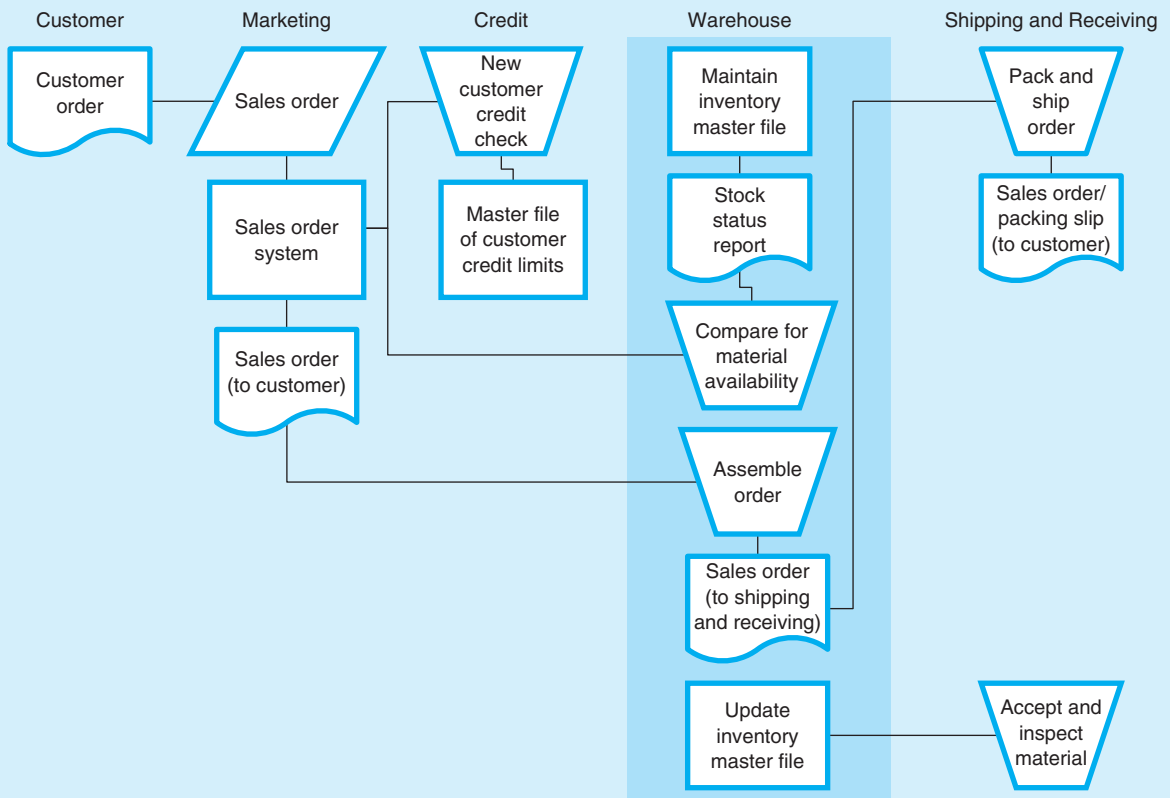 Customer
Marketing
Credit
Warehouse
Shipping and Receiving
Customer
order
Sales order
New
customer
credit
check
Maintain
inventory
master file
Pack and
ship
order
Sales order
system
Master file
of customer
credit limits
Stock
status
report
Sales order/
packing slip
(to customer)
Sales order
(to customer)
Compare for
material
availability
Assemble
order
Sales order
(to shipping
and receiving)
Update
inventory
master file
Accept and
inspect
material